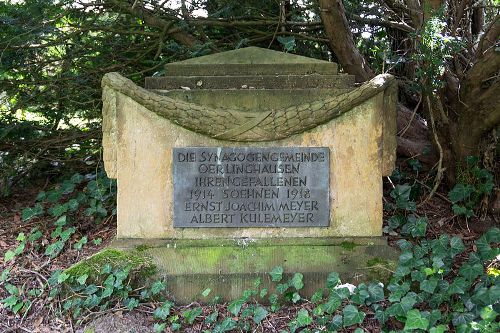 DIE SYNAGOGENGEMEINDE
OERLINGHAUSEN
IHREN GEFALLENEN
1914 SOEHNEN 1918
ERNST JOACHIM MEYER
ALBERT KULEMEYER